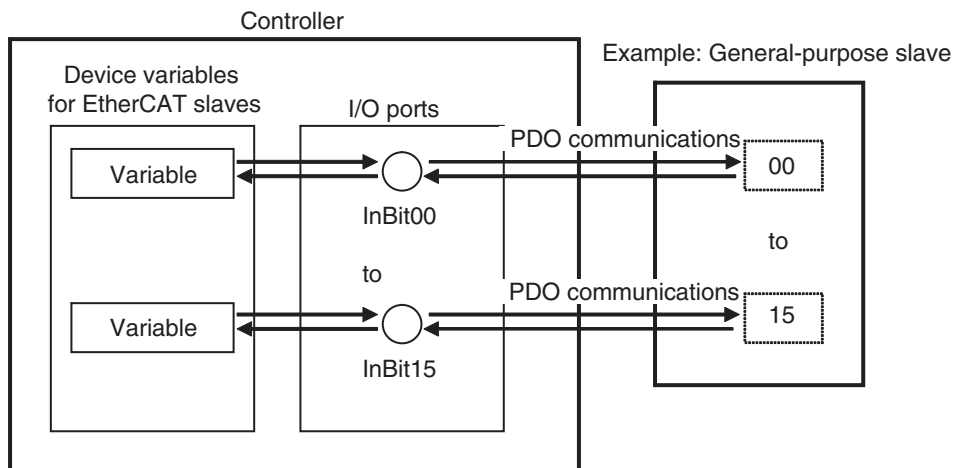 Controller
Example: General-purpose slave
Device variables
for EtherCAT slaves
I/O ports
PDO communications
Variable
InBit00
00
to
to
PDO communications
Variable
InBit15
15